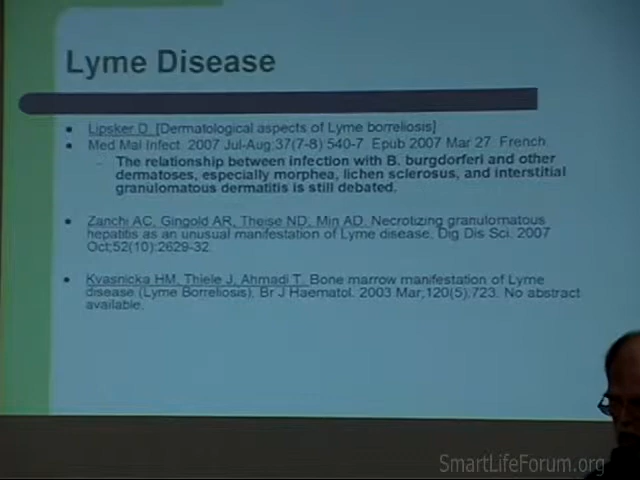 Lyme Disease
Lipsker D. [Dermatological aspects of Lyme borreliosis]
Med Mal Infect. 2007 Jul-Aug;37(7-8) 540-7. Epub 2007 Mar 27. French.
The relationship between infection with B. burgdorferi and other
dermatoses, especially morphea, lichen sclerosus, and interstitial
granulomatous dermatitis is still debated.
Zanchi AC, Gingold AR, Theise ND, Min AD. Necrotizing granulomatous
hepatitis as an unusual manifestation of Lyme disease. Dig Dis Sci. 2007
Oct;52(10):2629-32.
Kvasnicka HM, Thiele J, Ahmadi T. Bone marrow manifestation of Lyme
disease (Lyme Borreliosis). Br J Haematol. 2003 Mar;120(5):723. No abstract
available.
SmartLifeForum.org